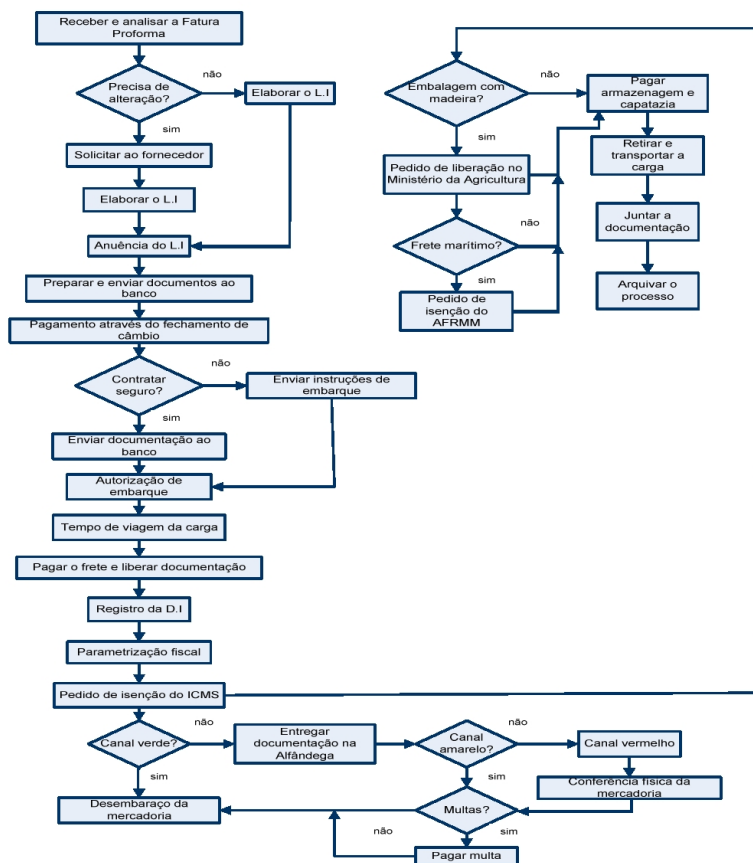 Receber e analisar a Fatura
Proforma
Precisa de
alteração?
não
Elaborar o L.I
sim
Solicitar ao fornecedor
Elaborar o L.I
Anuência do L.I
Preparar e enviar documentos ao
banco
Pagamento através do fechamento de
câmbio
Contratar
seguro?
não
Enviar instruções de
embarque
sim
Enviar documentação ao
banco
Autorização de
embarque
Tempo de viagem da carga
Pagar o frete e liberar documentação
Registro da D.I
Parametrização fiscal
Pedido de isenção do ICMS
Canal verde?
não
Entregar
documentação na
Alfândega
Canal
amarelo?
não
Canal vermelho
sim
sim
Conferência física da
mercadoria
Desembaraço da
mercadoria
Multas?
não
sim
Pagar multa
Embalagem com
madeira?
não
Pagar
armazenagem e
capatazia
sim
Pedido de liberação no
Ministério da Agricultura
Retirar e
transportar a
carga
não
Frete marítimo?
Juntar a
documentação
sim
Pedido de
isenção do
AFRMM
Arquivar o
processo